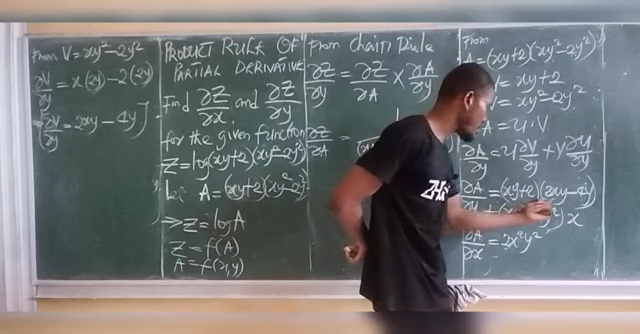 From V = xy² - 2y²
∂V/∂y = x(2y) - 2(2y)
∂V/∂y = 2xy - 4y
PRODUCT RULE OF
PARTIAL DERIVATIVE
Find ∂Z/∂x and ∂Z/∂y
for the given function
Z = log(xy+2)(xy²-2y²)
Let A = (xy+2)(xy²-2y²)
⇒ Z = logA
Z = f(A)
A = f(x,y)
From chain Rule
∂Z/∂y = ∂Z/∂A × ∂A/∂y
∂Z/∂A = 1
From
A = (xy+2)(xy²-2y²)
= xy+2
V = xy²-2y²
A = U·V
∂A/∂y = U ∂V/∂y + V ∂U/∂y
∂A/∂y = (xy+2)(2xy-4y)
x
∂A/∂x = 2x²y²